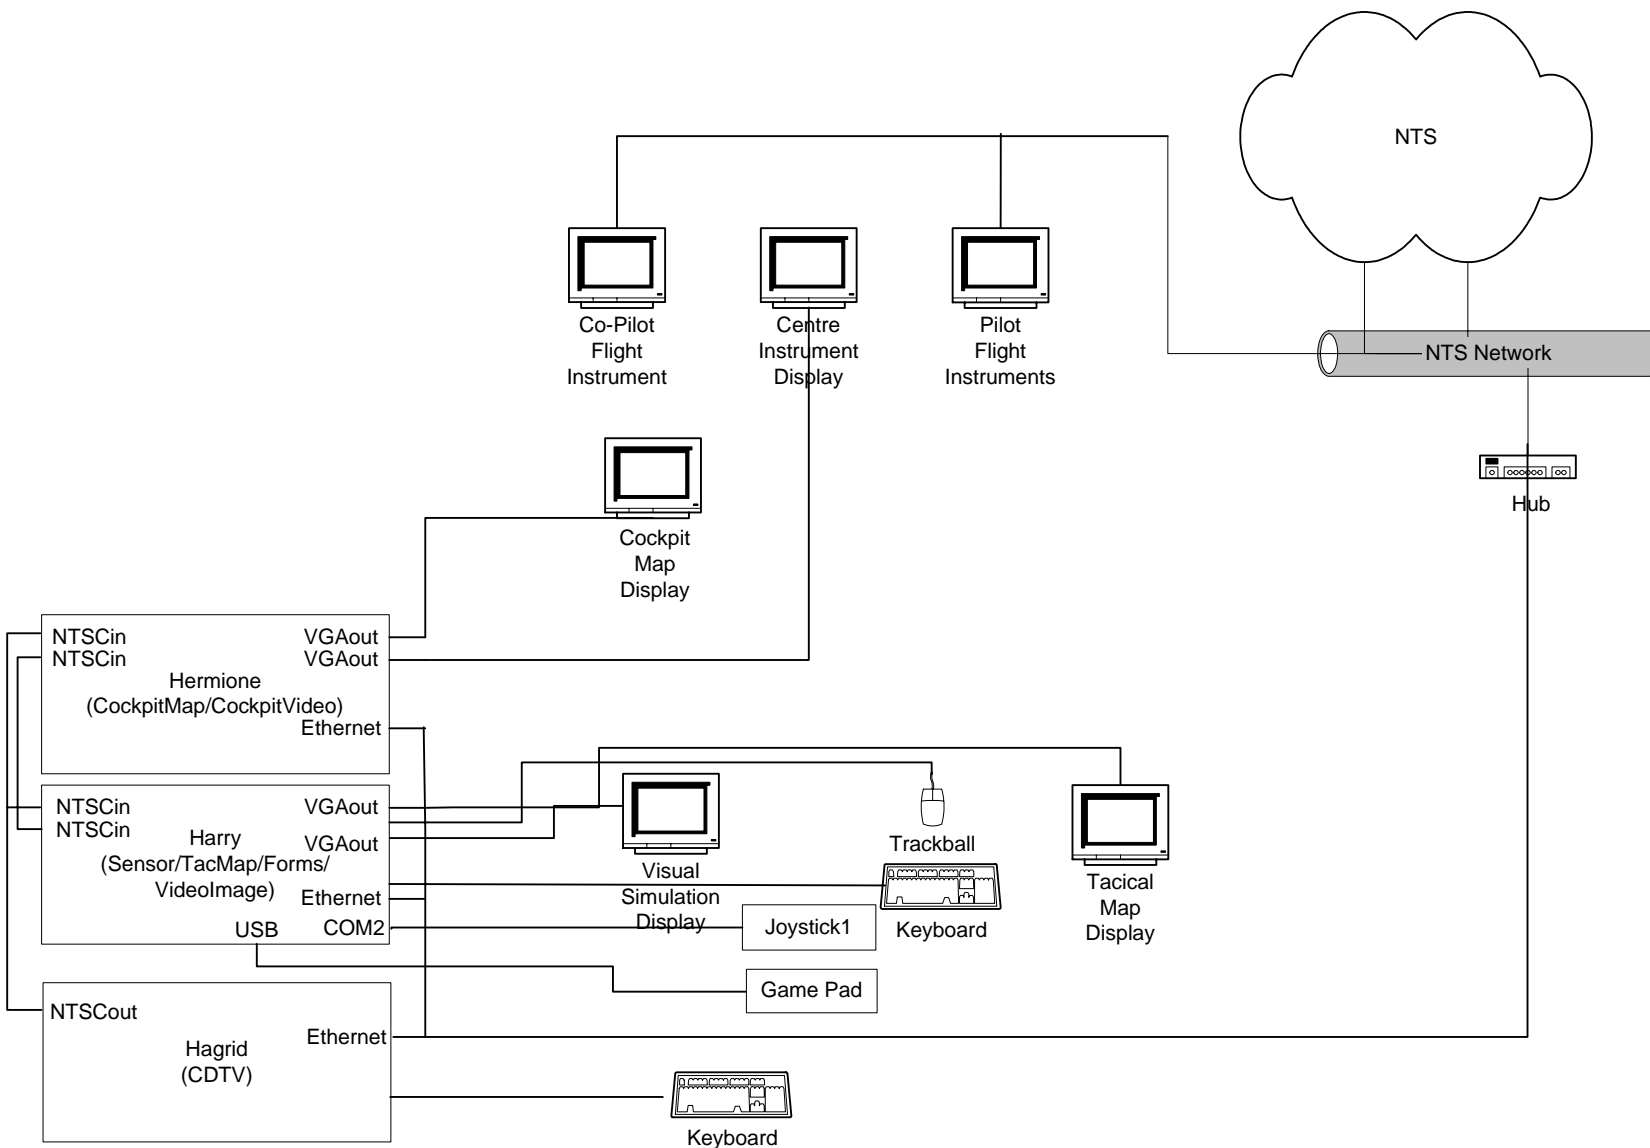 NTS
Co-Pilot
Flight
Instrument
Centre
Instrument
Display
Pilot
Flight
Instruments
NTS Network
Hub
Cockpit
Map
Display
NTSCin
VGAout
NTSCin
VGAout
Hermione
(CockpitMap/CockpitVideo)
Ethernet
NTSCin
VGAout
NTSCin
VGAout
Harry
(Sensor/TacMap/Forms/
VideoImage)
Ethernet
USB
COM2
Visual
Simulation
Display
Trackball
Keyboard
Tacical
Map
Display
Joystick1
Game Pad
NTSCout
Ethernet
Hagrid
(CDTV)
Keyboard